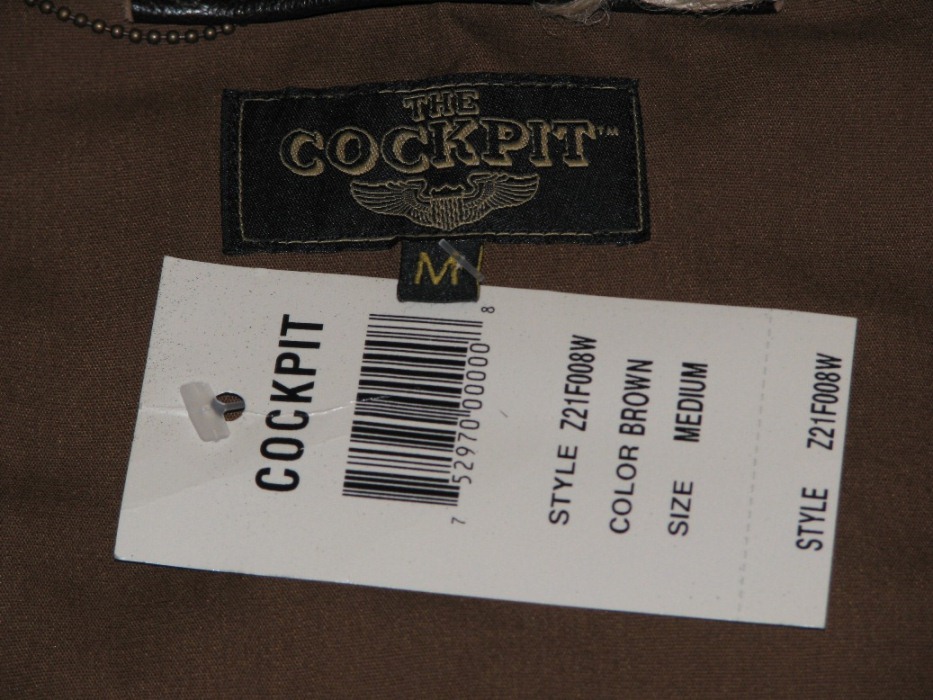 THE
COCKPIT™
M
COCKPIT
7 52970 00000 8
STYLE Z21F008W
COLOR BROWN
SIZE MEDIUM
STYLE Z21F008W